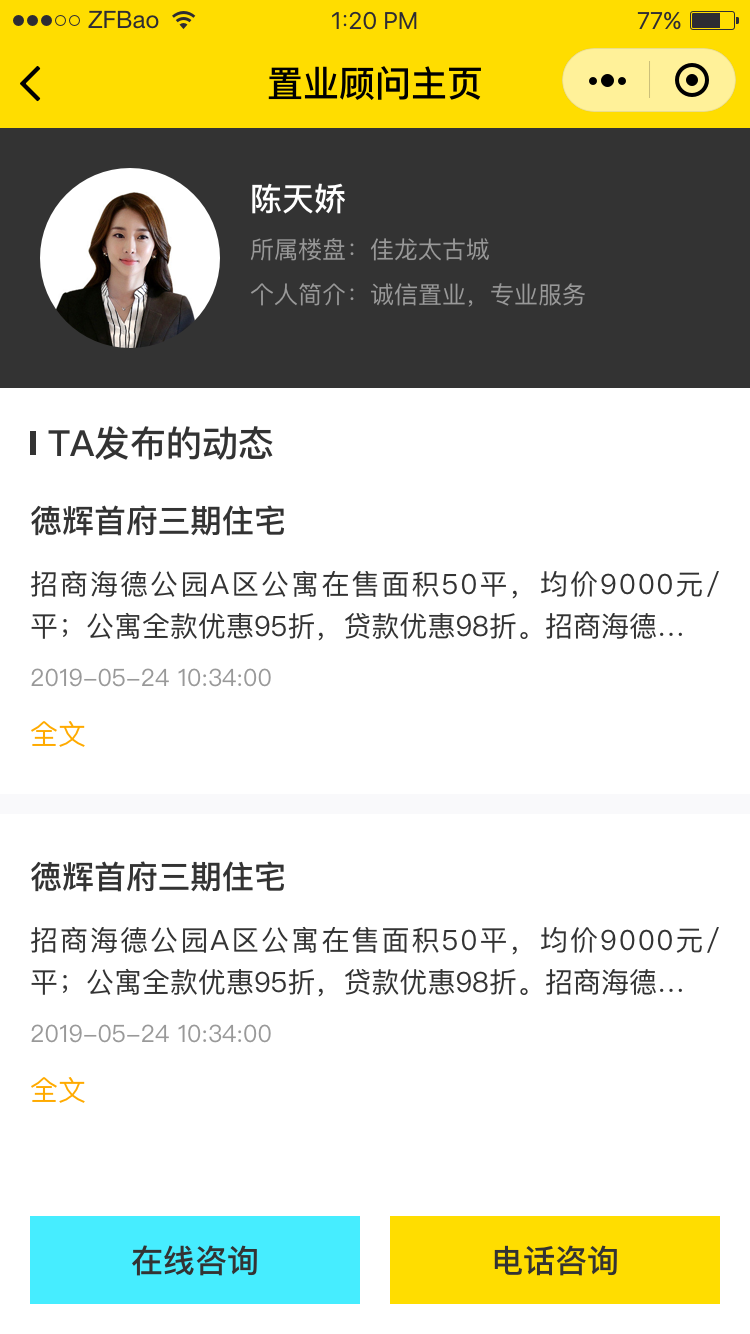 ZFBao
1:20 PM
77%
置业顾问主页
陈天娇
所属楼盘：佳龙太古城
个人简介：诚信置业，专业服务
TA发布的动态
德辉首府三期住宅
招商海德公园A区公寓在售面积50平，均价9000元/
平；公寓全款优惠95折，贷款优惠98折。招商海德...
2019-05-24 10:34:00
全文
德辉首府三期住宅
招商海德公园A区公寓在售面积50平，均价9000元/
平；公寓全款优惠95折，贷款优惠98折。招商海德...
2019-05-24 10:34:00
全文
在线咨询
电话咨询